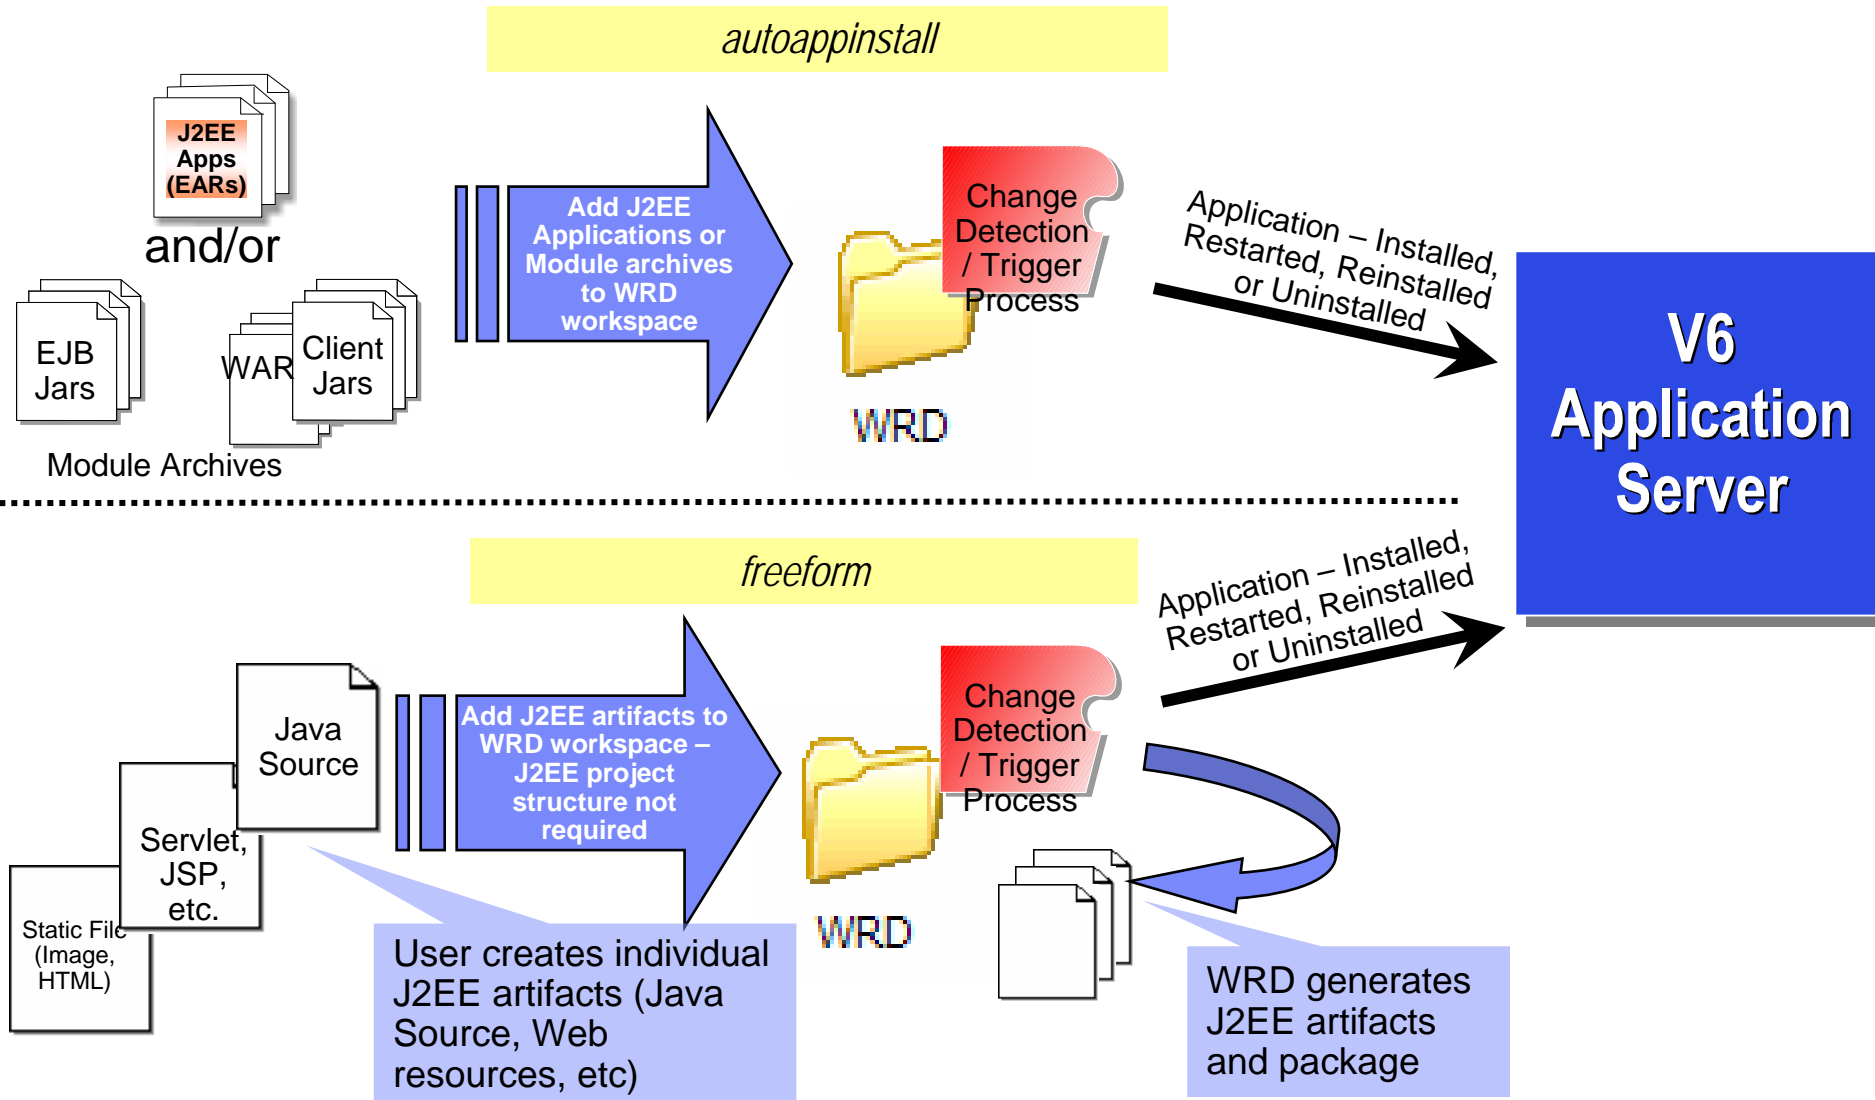 autoappinstall
J2EE
Apps
(EARs)
and/or
EJB
Jars
WAR
Client
Jars
Module Archives
Add J2EE
Applications or
Module archives
to WRD
workspace
Change
Detection
/ Trigger
Process
WRD
Application – Installed,
Restarted, Reinstalled
or Uninstalled
V6
Application
Server
freeform
Java
Source
Servlet,
JSP,
etc.
Static File
(Image,
HTML)
Add J2EE artifacts to
WRD workspace –
J2EE project
structure not
required
Change
Detection
/ Trigger
Process
WRD
Application – Installed,
Restarted, Reinstalled
or Uninstalled
User creates individual
J2EE artifacts (Java
Source, Web
resources, etc)
WRD generates
J2EE artifacts
and package